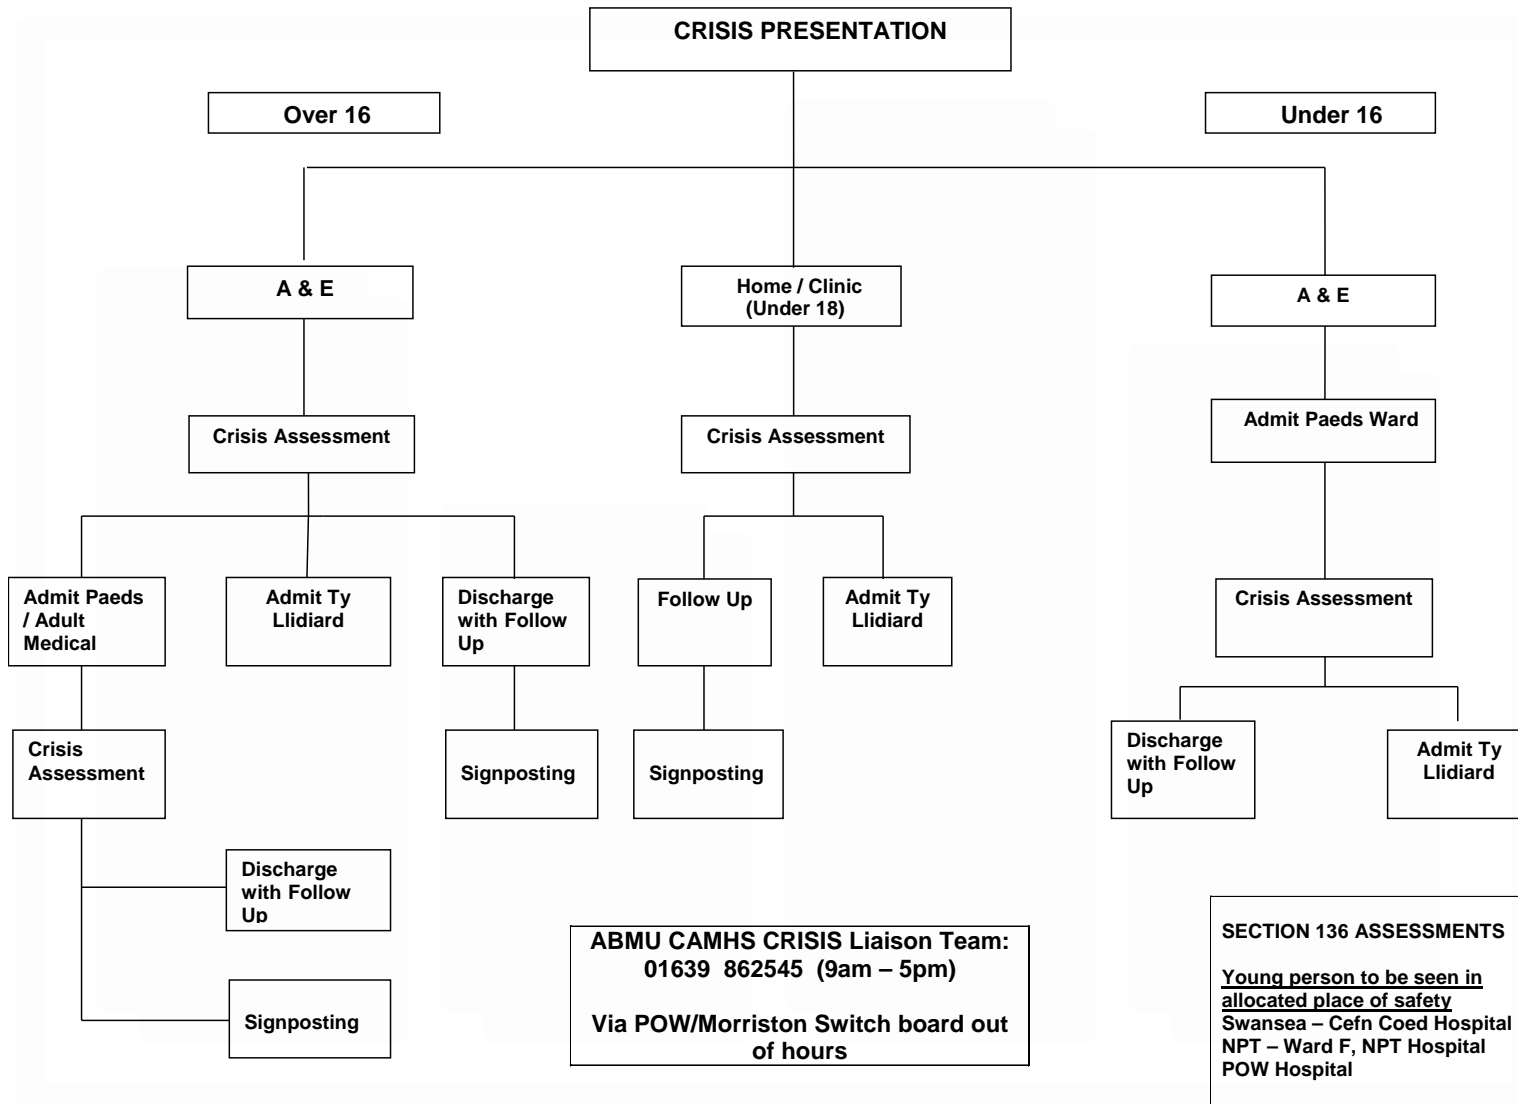 CRISIS PRESENTATION
Over 16
Under 16
A & E
Home / Clinic
(Under 18)
A & E
Crisis Assessment
Crisis Assessment
Admit Paeds Ward
Admit Paeds
/ Adult
Medical
Admit Ty
Llidiard
Discharge
with Follow
Up
Follow Up
Admit Ty
Llidiard
Crisis Assessment
Crisis
Assessment
Signposting
Signposting
Discharge
with Follow
Up
Admit Ty
Llidiard
Discharge
with Follow
Up
Signposting
ABMU CAMHS CRISIS Liaison Team:
01639 862545 (9am – 5pm)
Via POW/Morriston Switch board out
of hours
SECTION 136 ASSESSMENTS
Young person to be seen in
allocated place of safety
Swansea – Cefn Coed Hospital
NPT – Ward F, NPT Hospital
POW Hospital